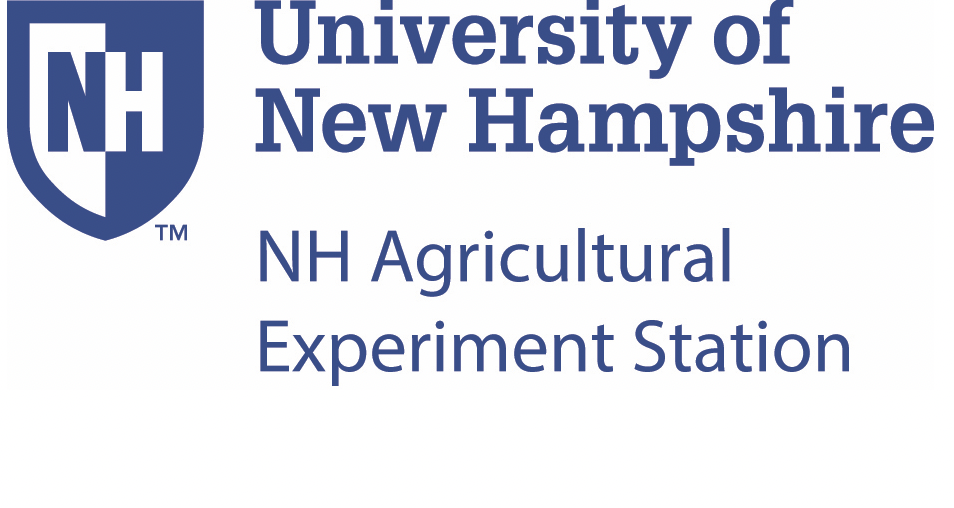 NH
TM
University of
New Hampshire
NH Agricultural
Experiment Station